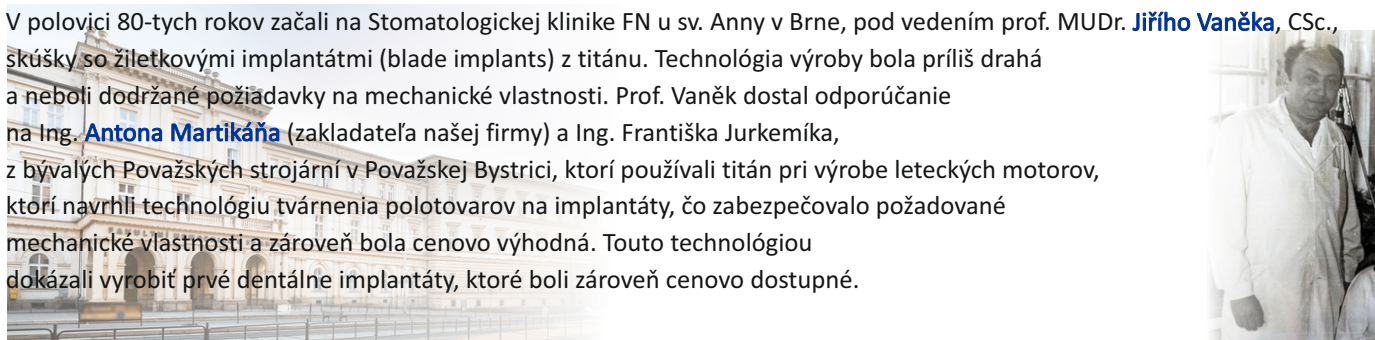 V polovici 80-tych rokov začali na Stomatologickej klinike FN u sv. Anny v Brne, pod vedením prof. MUDr. Jiřího Vaněka, CSc.,
skúšky so žiletkovými implantátmi (blade implants) z titánu. Technológia výroby bola príliš drahá
a neboli dodržané požiadavky na mechanické vlastnosti. Prof. Vaněk dostal odporúčanie
na Ing. Antona Martikáňa (zakladateľa našej firmy) a Ing. Františka Jurkemíka,
z bývalých Považských strojární v Považskej Bystrici, ktorí používali titán pri výrobe leteckých motorov,
ktorí navrhli technológiu tvárnenia polotovarov na implantáty, čo zabezpečovalo požadované
mechanické vlastnosti a zároveň bola cenovo výhodná. Touto technológiou
dokázali vyrobiť prvé dentálne implantáty, ktoré boli zároveň cenovo dostupné.